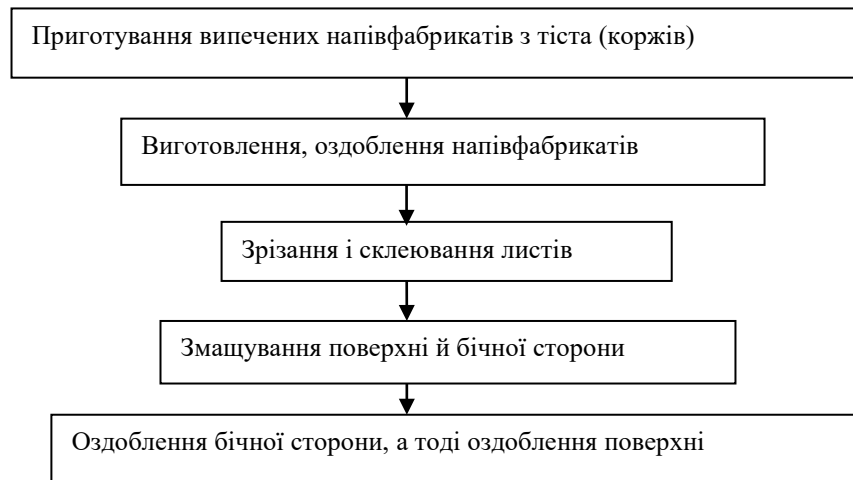 Приготування випечених напівфабрикатів з тіста (коржів)
Виготовлення, оздоблення напівфабрикатів
Зрізання і склеювання листів
Змащування поверхні й бічної сторони
Оздоблення бічної сторони, а тоді оздоблення поверхні